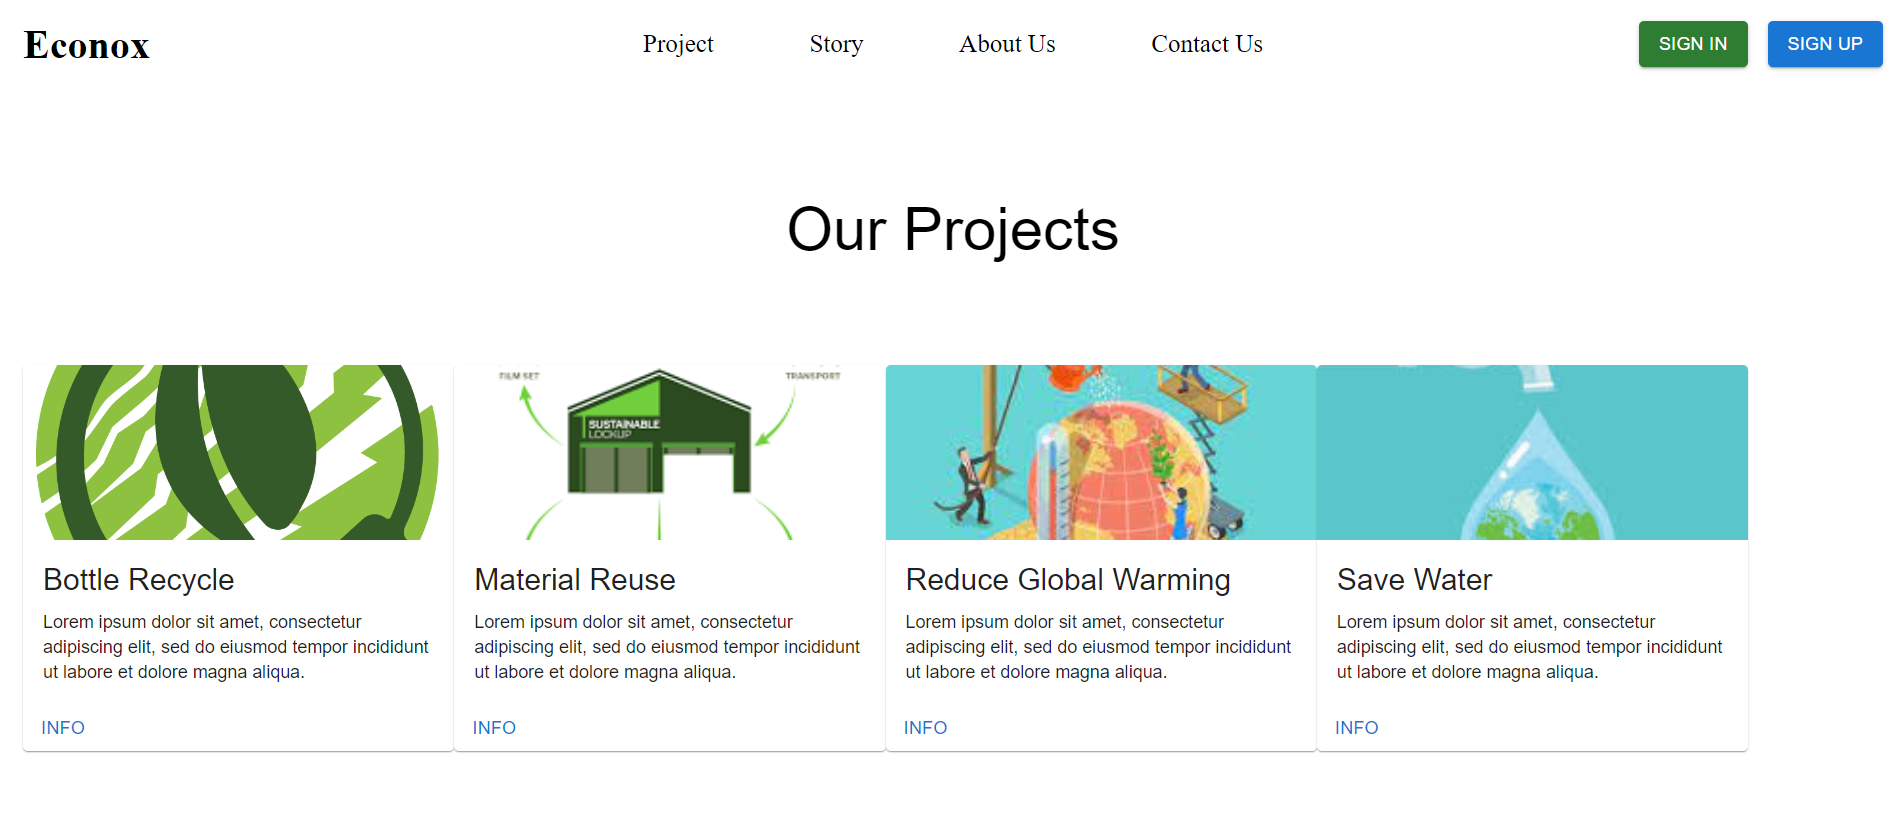 Econox
Project
Story
About Us
Contact Us
SIGN IN
SIGN UP
Our Projects
FILM SET
TRANSPORT
SUSTAINABLE
LOCKUP
Bottle Recycle
Lorem ipsum dolor sit amet, consectetur
adipiscing elit, sed do eiusmod tempor incididunt
ut labore et dolore magna aliqua.
INFO
Material Reuse
Lorem ipsum dolor sit amet, consectetur
adipiscing elit, sed do eiusmod tempor incididunt
ut labore et dolore magna aliqua.
INFO
Reduce Global Warming
Lorem ipsum dolor sit amet, consectetur
adipiscing elit, sed do eiusmod tempor incididunt
ut labore et dolore magna aliqua.
INFO
Save Water
Lorem ipsum dolor sit amet, consectetur
adipiscing elit, sed do eiusmod tempor incididunt
ut labore et dolore magna aliqua.
INFO